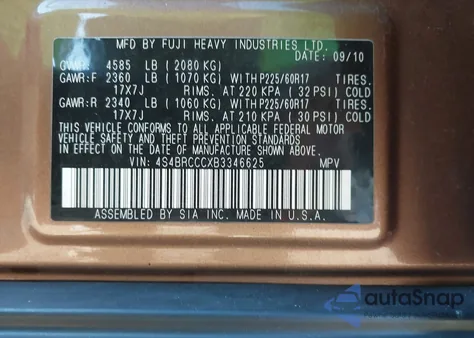 MFD BY FUJI HEAVY INDUSTRIES LTD.
DATE: 09/10
GVWR: 4585 LB (2080 KG)
GAWR:F 2360 LB (1070 KG) WITH P225/60R17 TIRES.
17X7J RIMS. AT 220 KPA (32 PSI) COLD
GAWR:R 2340 LB (1060 KG) WITH P225/60R17 TIRES.
17X7J RIMS. AT 210 KPA (30 PSI) COLD
THIS VEHICLE CONFORMS TO ALL APPLICABLE FEDERAL MOTOR
VEHICLE SAFETY AND THEFT PREVENTION STANDARDS
IN EFFECT ON THE DATE OF MANUFACTURE SHOWN ABOVE.
VIN: 4S4BRCCCXB3346625 MPV
ASSEMBLED BY SIA INC. MADE IN U.S.A.
autoSnap